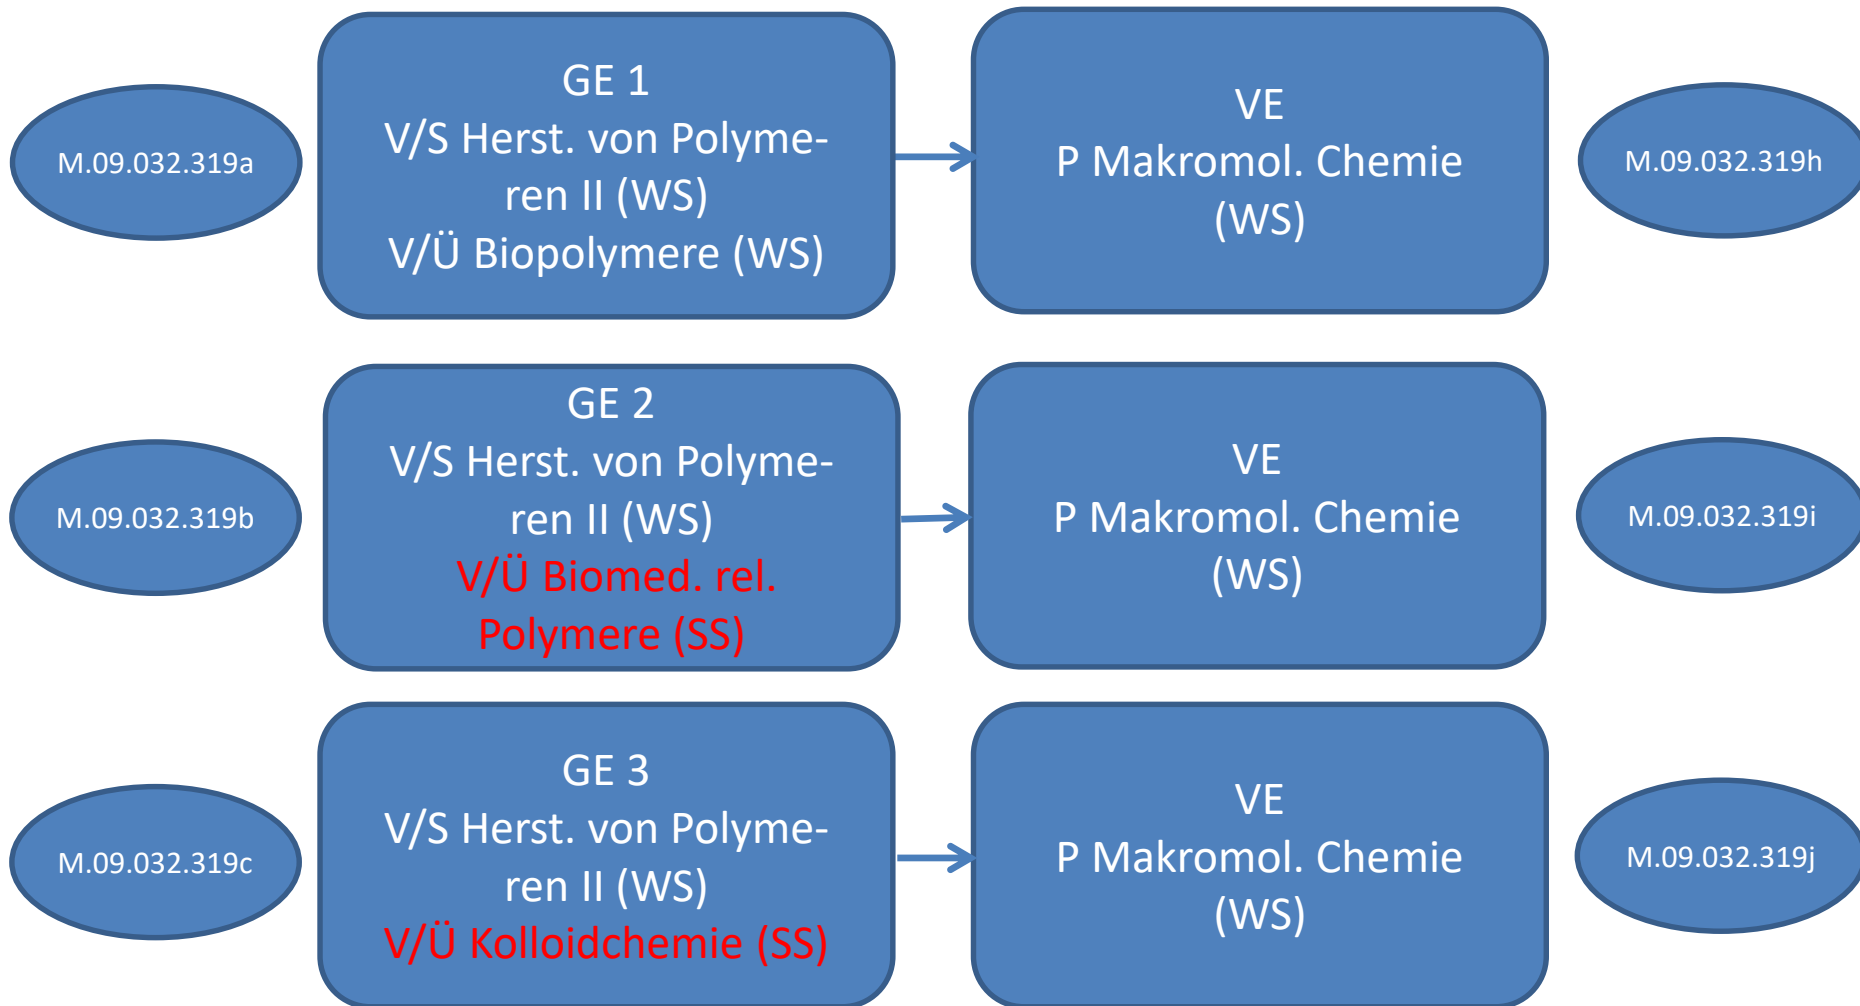 M.09.032.319a
GE 1
V/S Herst. von Polyme-
ren II (WS)
V/Ü Biopolymere (WS)
VE
P Makromol. Chemie
(WS)
M.09.032.319h
M.09.032.319b
GE 2
V/S Herst. von Polyme-
ren II (WS)
V/Ü Biomed. rel.
Polymere (SS)
VE
P Makromol. Chemie
(WS)
M.09.032.319i
M.09.032.319c
GE 3
V/S Herst. von Polyme-
ren II (WS)
V/Ü Kolloidchemie (SS)
VE
P Makromol. Chemie
(WS)
M.09.032.319j